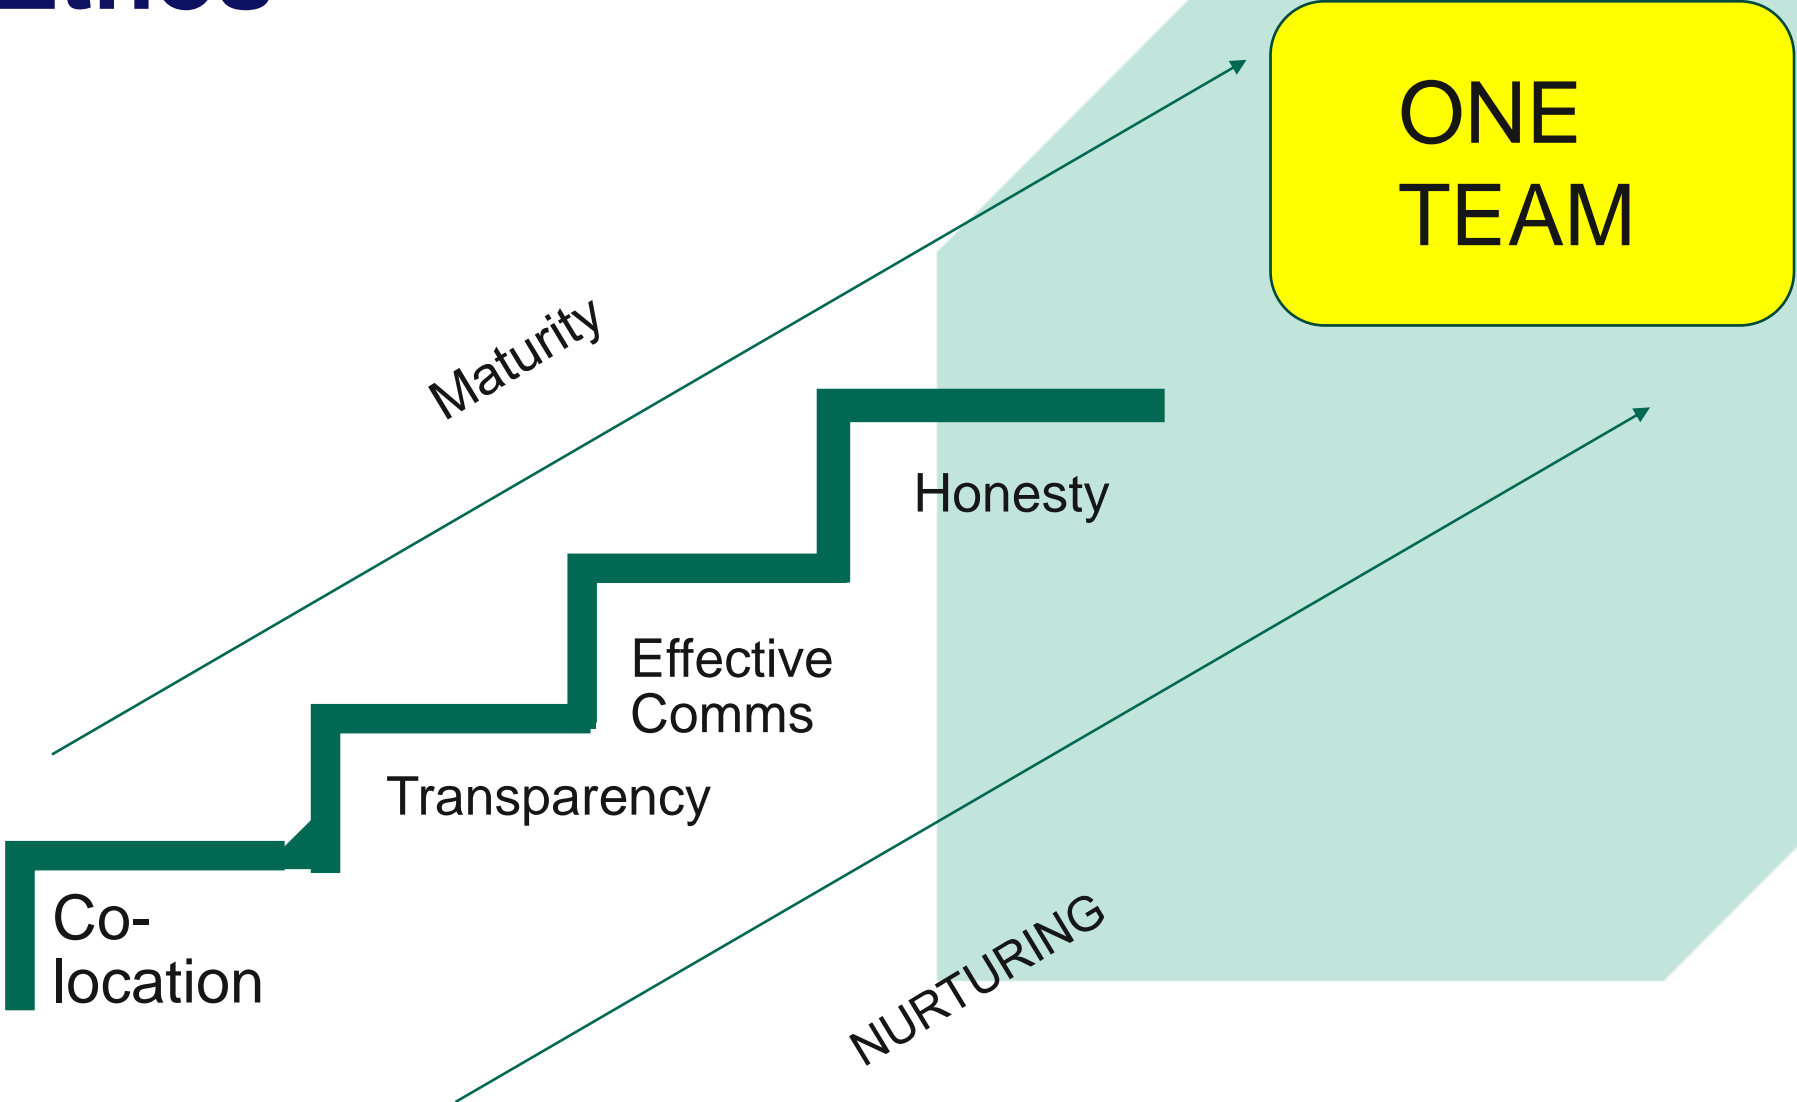 ONE
TEAM
Maturity
Honesty
Effective
Comms
Transparency
Co-
location
NURTURING